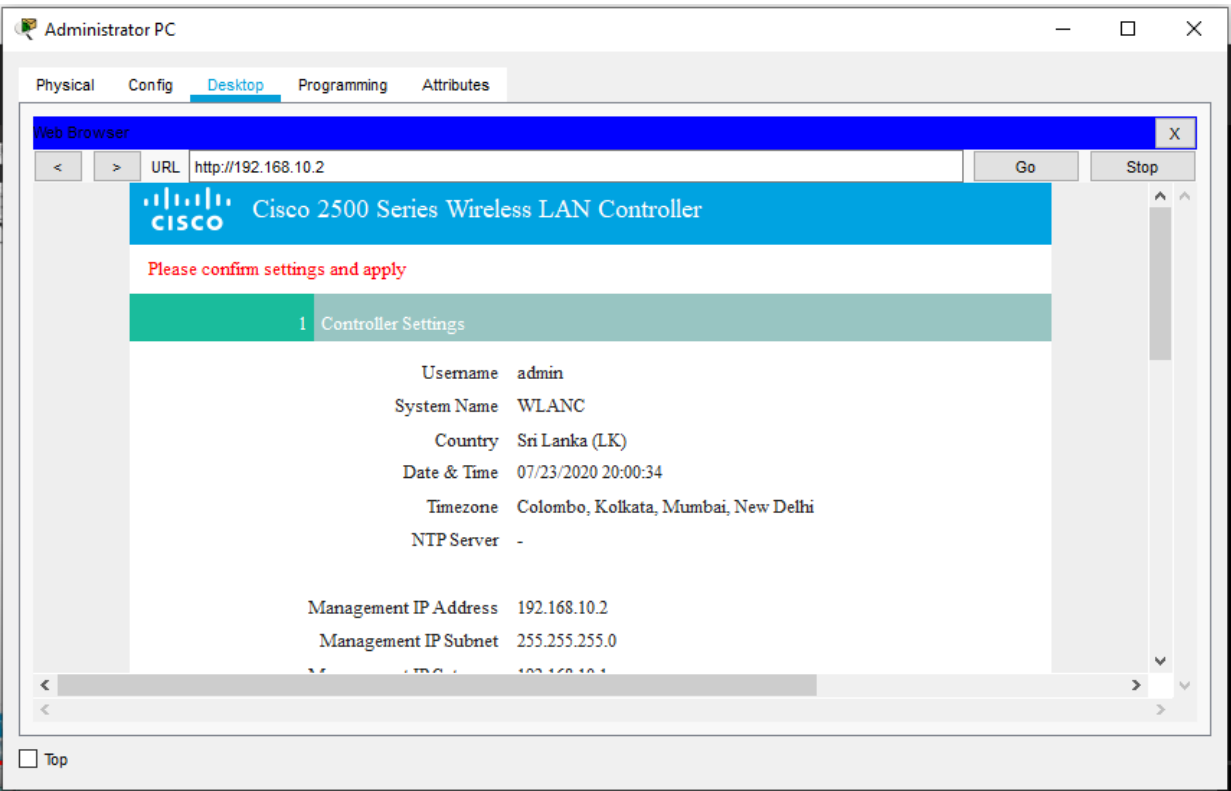 Administrator PC
Physical Config Desktop Programming Attributes
Web Browser X
< > URL http://192.168.10.2 Go Stop
CISCO Cisco 2500 Series Wireless LAN Controller
Please confirm settings and apply
1 Controller Settings
Username admin
System Name WLANC
Country Sri Lanka (LK)
Date & Time 07/23/2020 20:00:34
Timezone Colombo, Kolkata, Mumbai, New Delhi
NTP Server -
Management IP Address 192.168.10.2
Management IP Subnet 255.255.255.0
Top